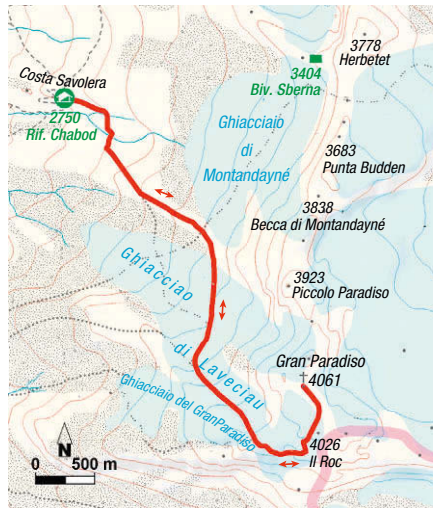 3778
Herbetet
Costa Savolera
3404
Biv. Sberna
2750
Rif. Chabod
Ghiacciaio
di
Montandayné
3683
Punta Budden
3838
Becca di Montandayné
Ghiacciao
3923
Piccolo Paradiso
di Laveciau
Gran Paradiso
4061
Ghiacciaio del GranParadiso
4026
Il Roc
N
0 500 m